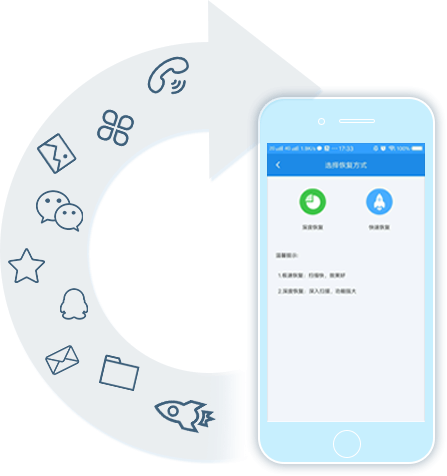 17:23 100%
选择恢复方式
深度恢复 快速恢复
温馨提示:
1.极速恢复：扫描快，效果好
2.深度恢复：深入扫描，功能强大